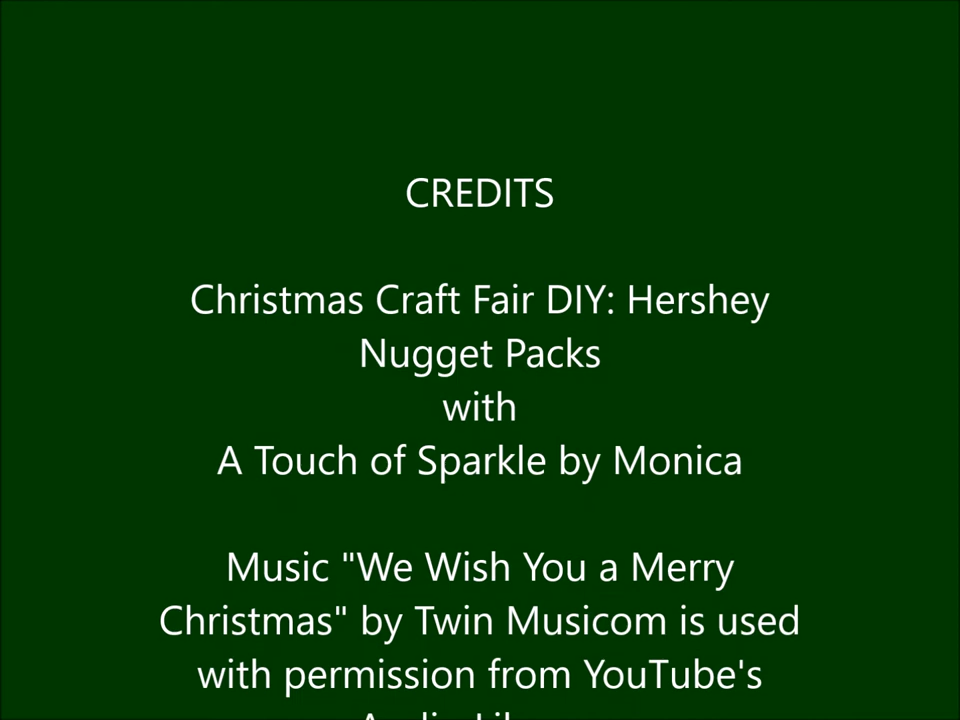 CREDITS
Christmas Craft Fair DIY: Hershey
Nugget Packs
with
A Touch of Sparkle by Monica
Music "We Wish You a Merry
Christmas" by Twin Musicom is used
with permission from YouTube's